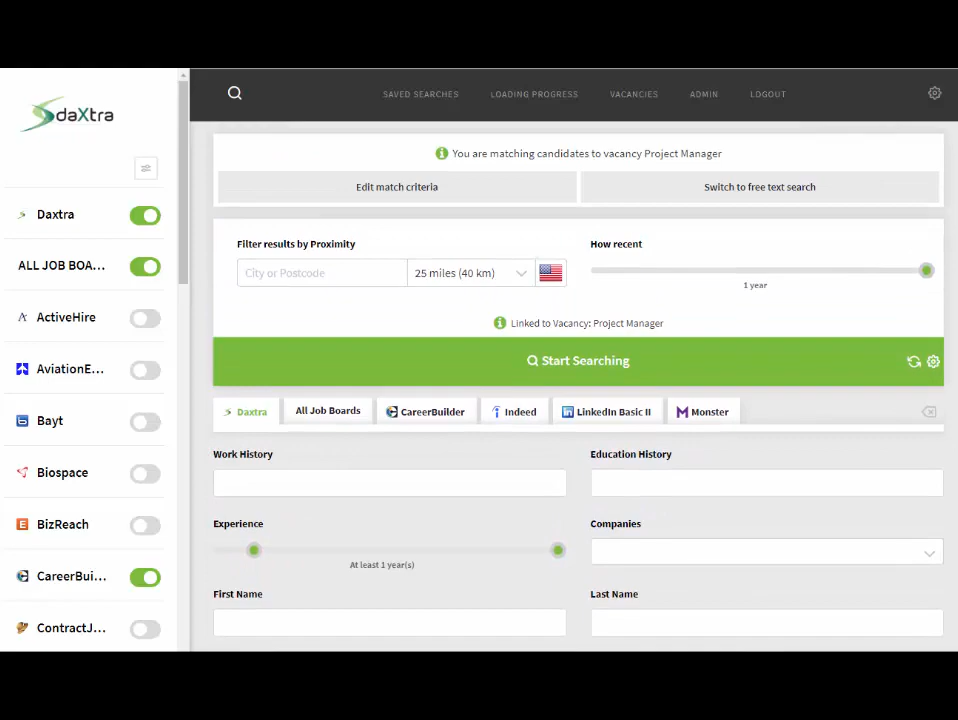 daXtra
SAVED SEARCHES LOADING PROGRESS VACANCIES ADMIN LOGOUT
You are matching candidates to vacancy Project Manager
Edit match criteria Switch to free text search
Daxtra
ALL JOB BOA...
ActiveHire
AviationE...
Bayt
Biospace
BizReach
CareerBui...
ContractJ...
Filter results by Proximity How recent
City or Postcode 25 miles (40 km)
1 year
Linked to Vacancy: Project Manager
Start Searching
Daxtra All Job Boards CareerBuilder Indeed LinkedIn Basic II Monster
Work History Education History
Experience Companies
At least 1 year(s)
First Name Last Name